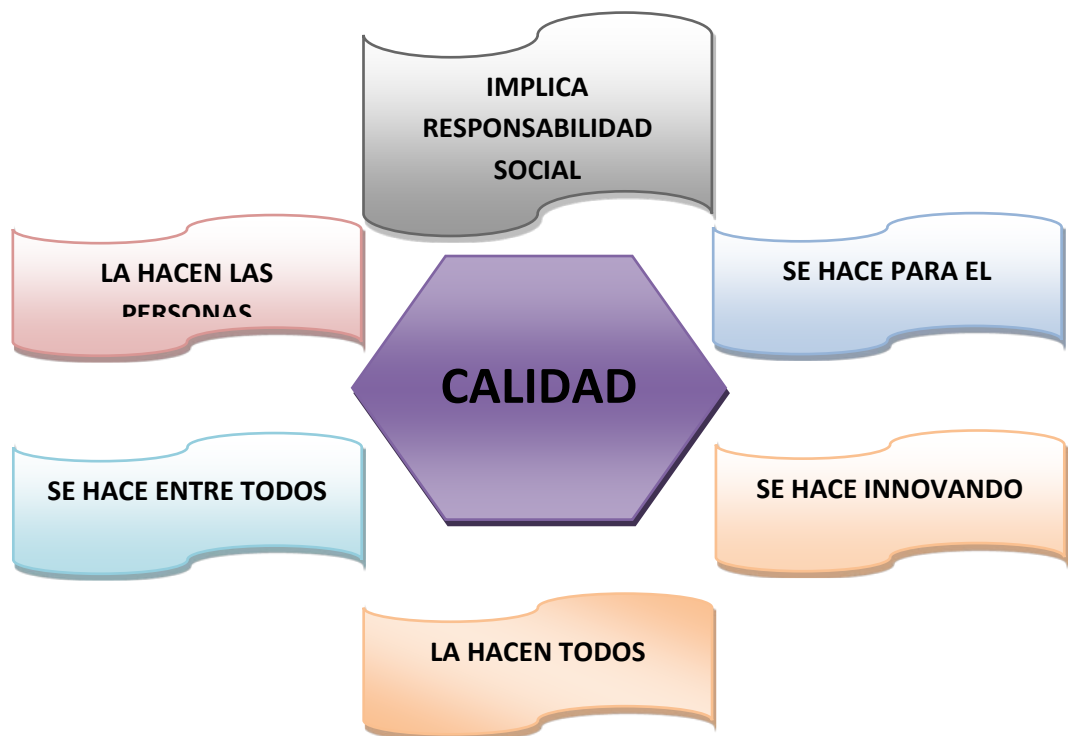 IMPLICA
RESPONSABILIDAD
SOCIAL
LA HACEN LAS
PERSONAS
SE HACE PARA EL
CALIDAD
SE HACE ENTRE TODOS
SE HACE INNOVANDO
LA HACEN TODOS